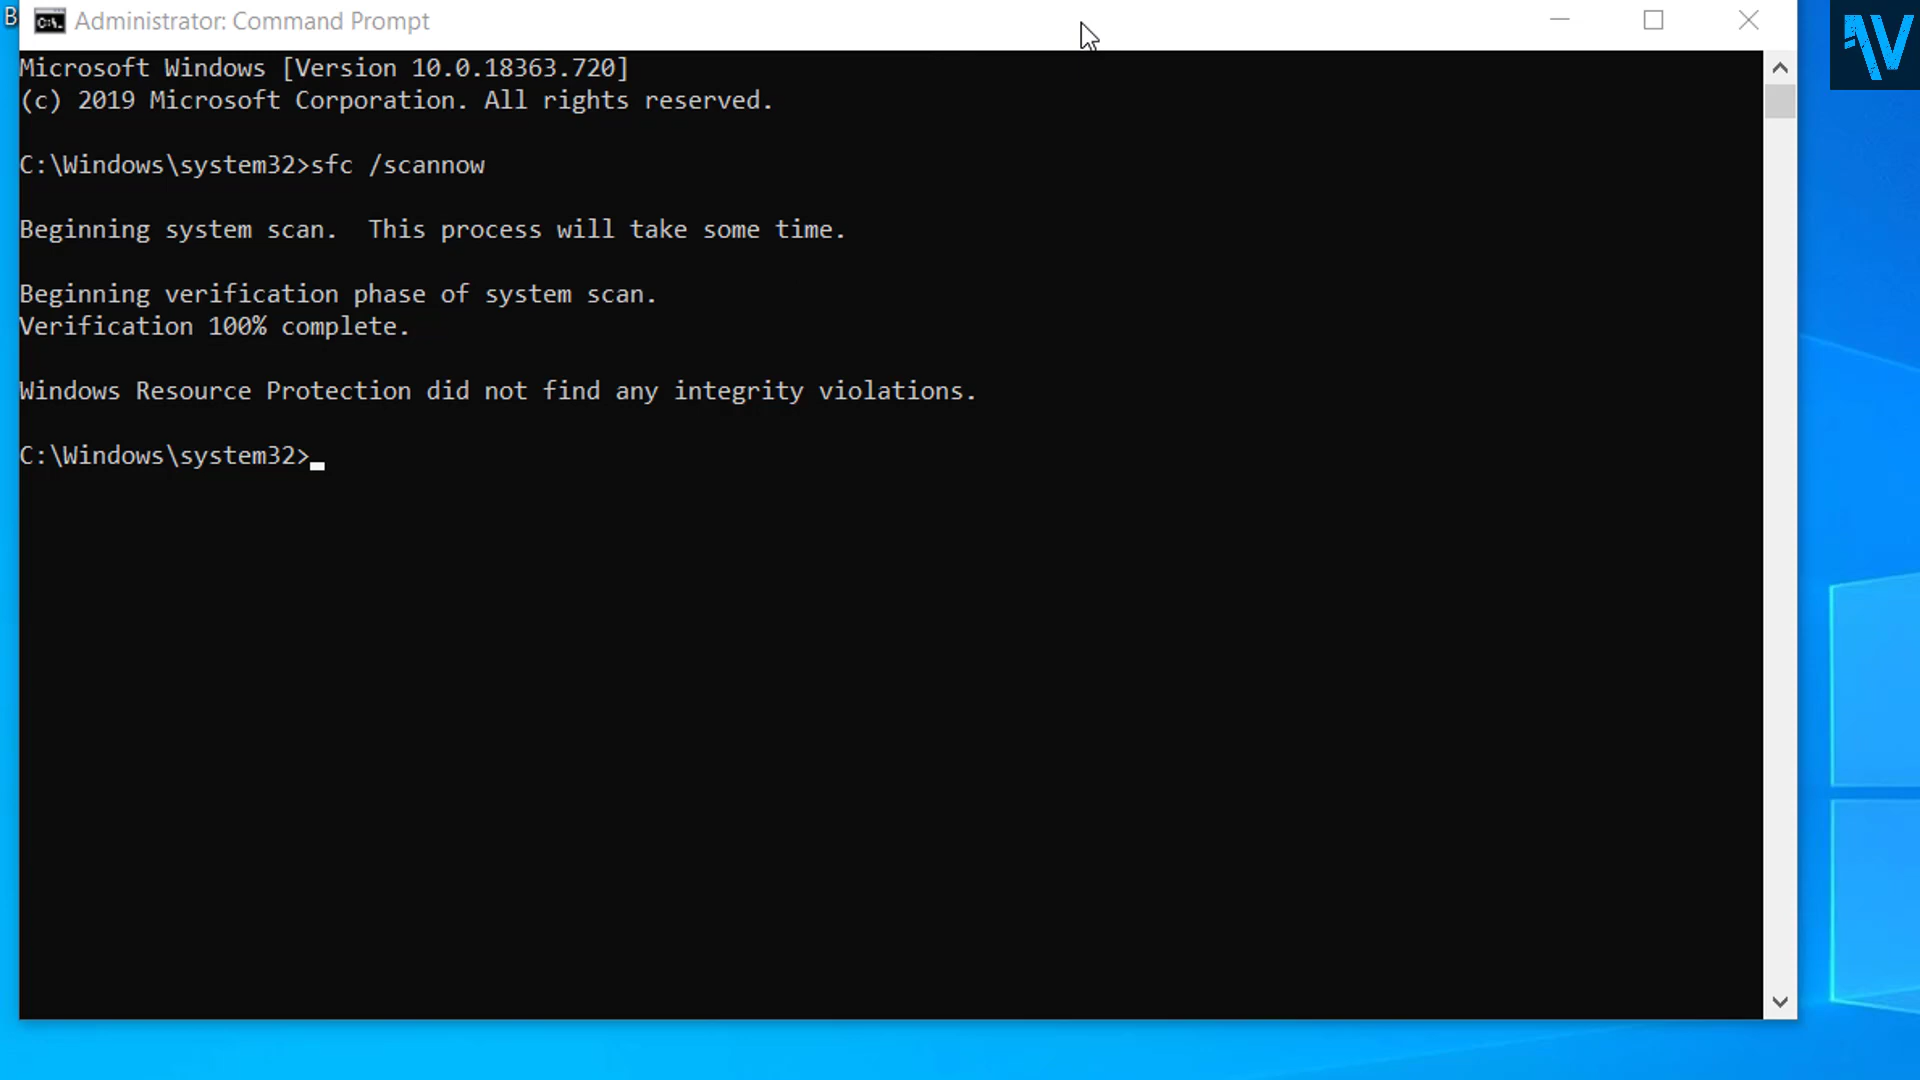 B
Administrator: Command Prompt
Microsoft Windows [Version 10.0.18363.720]
(c) 2019 Microsoft Corporation. All rights reserved.
C:\Windows\system32>sfc /scannow
Beginning system scan.  This process will take some time.
Beginning verification phase of system scan.
Verification 100% complete.
Windows Resource Protection did not find any integrity violations.
C:\Windows\system32>